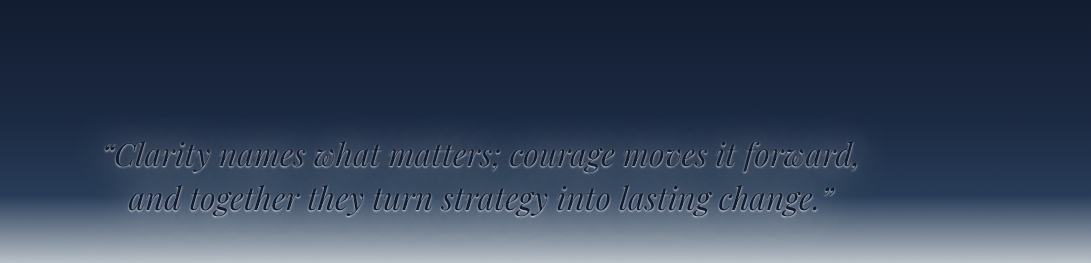 “Clarity names what matters; courage moves it forward,
and together they turn strategy into lasting change.”